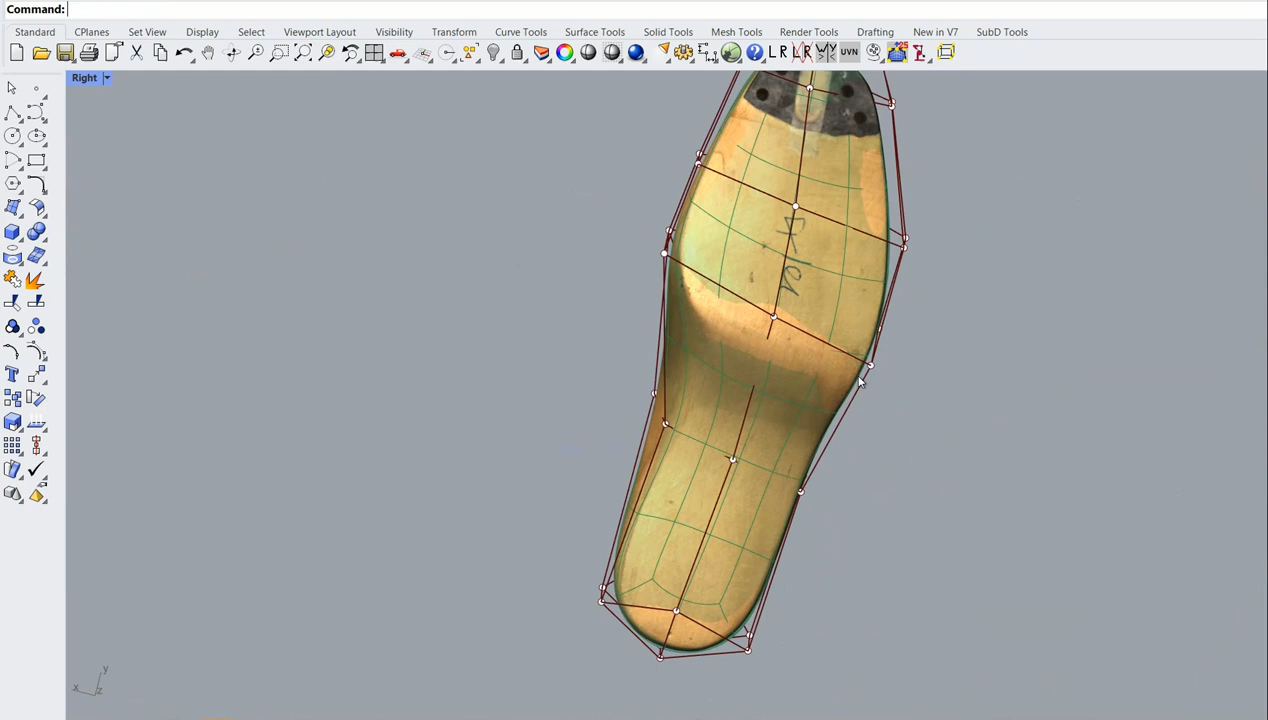 Command:
Standard CPlanes Set View Display Select Viewport Layout Visibility Transform Curve Tools Surface Tools Solid Tools Mesh Tools Render Tools Drafting New in V7 SubD Tools
L R L R UVN
Right
y
x z